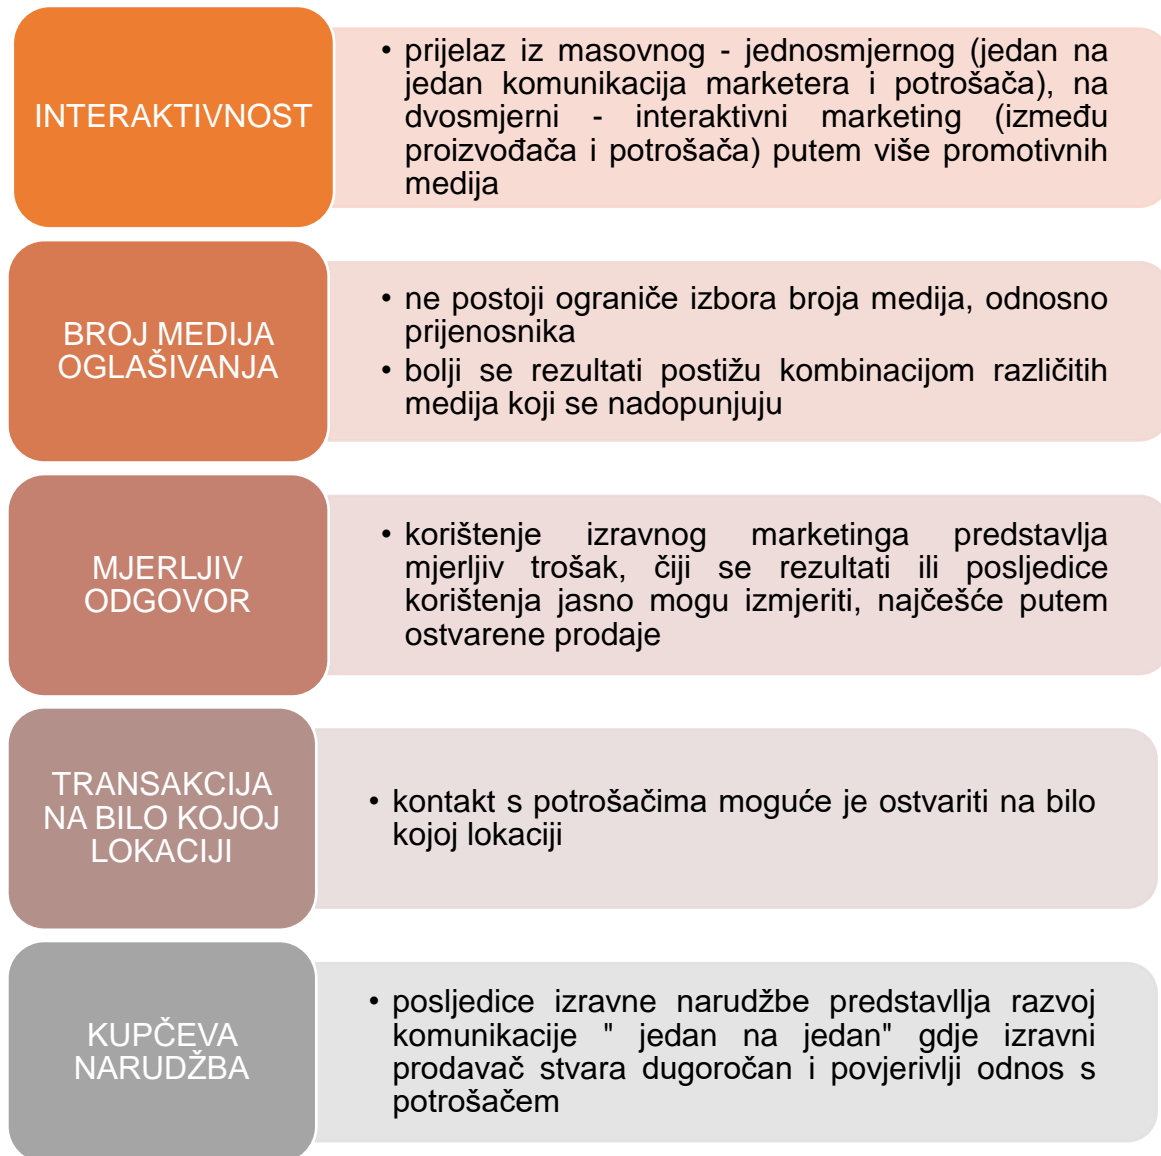 INTERAKTIVNOST
• prijelaz iz masovnog - jednosmjernog (jedan na
jedan komunikacija marketera i potrošača), na
dvosmjerni - interaktivni marketing (između
proizvođača i potrošača) putem više promotivnih
medija
BROJ MEDIJA
OGLAŠIVANJA
• ne postoji ograniče izbora broja medija, odnosno
prijenosnika
• bolji se rezultati postižu kombinacijom različitih
medija koji se nadopunjuju
MJERLJIV
ODGOVOR
• korištenje izravnog marketinga predstavlja
mjerljiv trošak, čiji se rezultati ili posljedice
korištenja jasno mogu izmjeriti, najčešće putem
ostvarene prodaje
TRANSAKCIJA
NA BILO KOJOJ
LOKACIJI
• kontakt s potrošačima moguće je ostvariti na bilo
kojoj lokaciji
KUPČEVA
NARUDŽBA
• posljedice izravne narudžbe predstavllja razvoj
komunikacije " jedan na jedan" gdje izravni
prodavač stvara dugoročan i povjerivlji odnos s
potrošačem